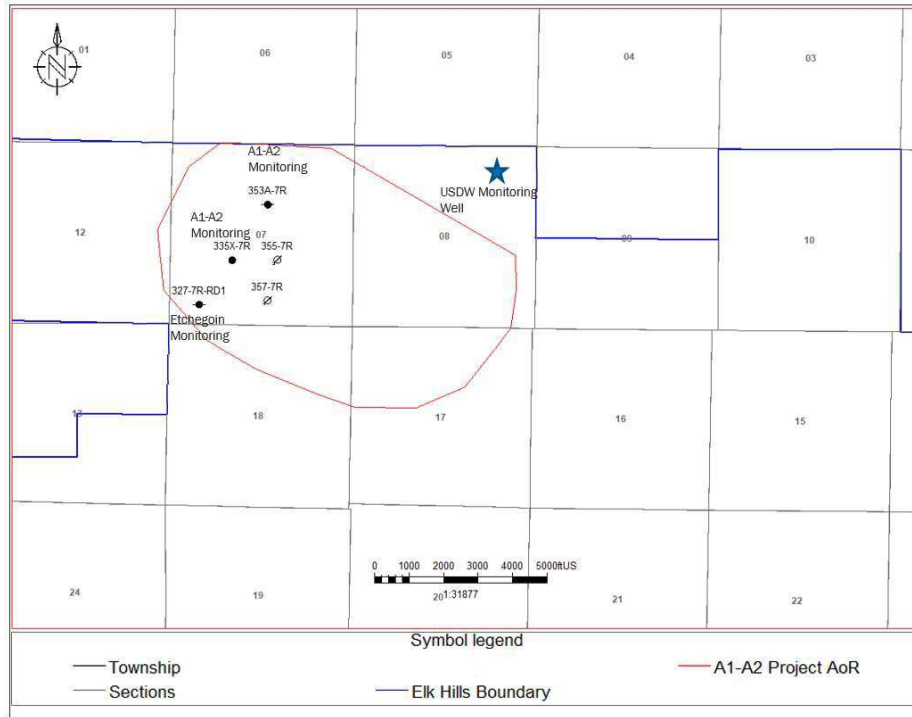 01
06
05
04
03
N
A1-A2
Monitoring
353A-7R
USDW Monitoring
Well
A1-A2
Monitoring
07
335X-7R
355-7R
12
08
09
10
327-7R-RD1
357-7R
Etchegoin
Monitoring
13
18
17
16
15
0 1000 2000 3000 4000 5000ftUS
1:31877
24
19
20
21
22
Symbol legend
Township
A1-A2 Project AoR
Sections
Elk Hills Boundary